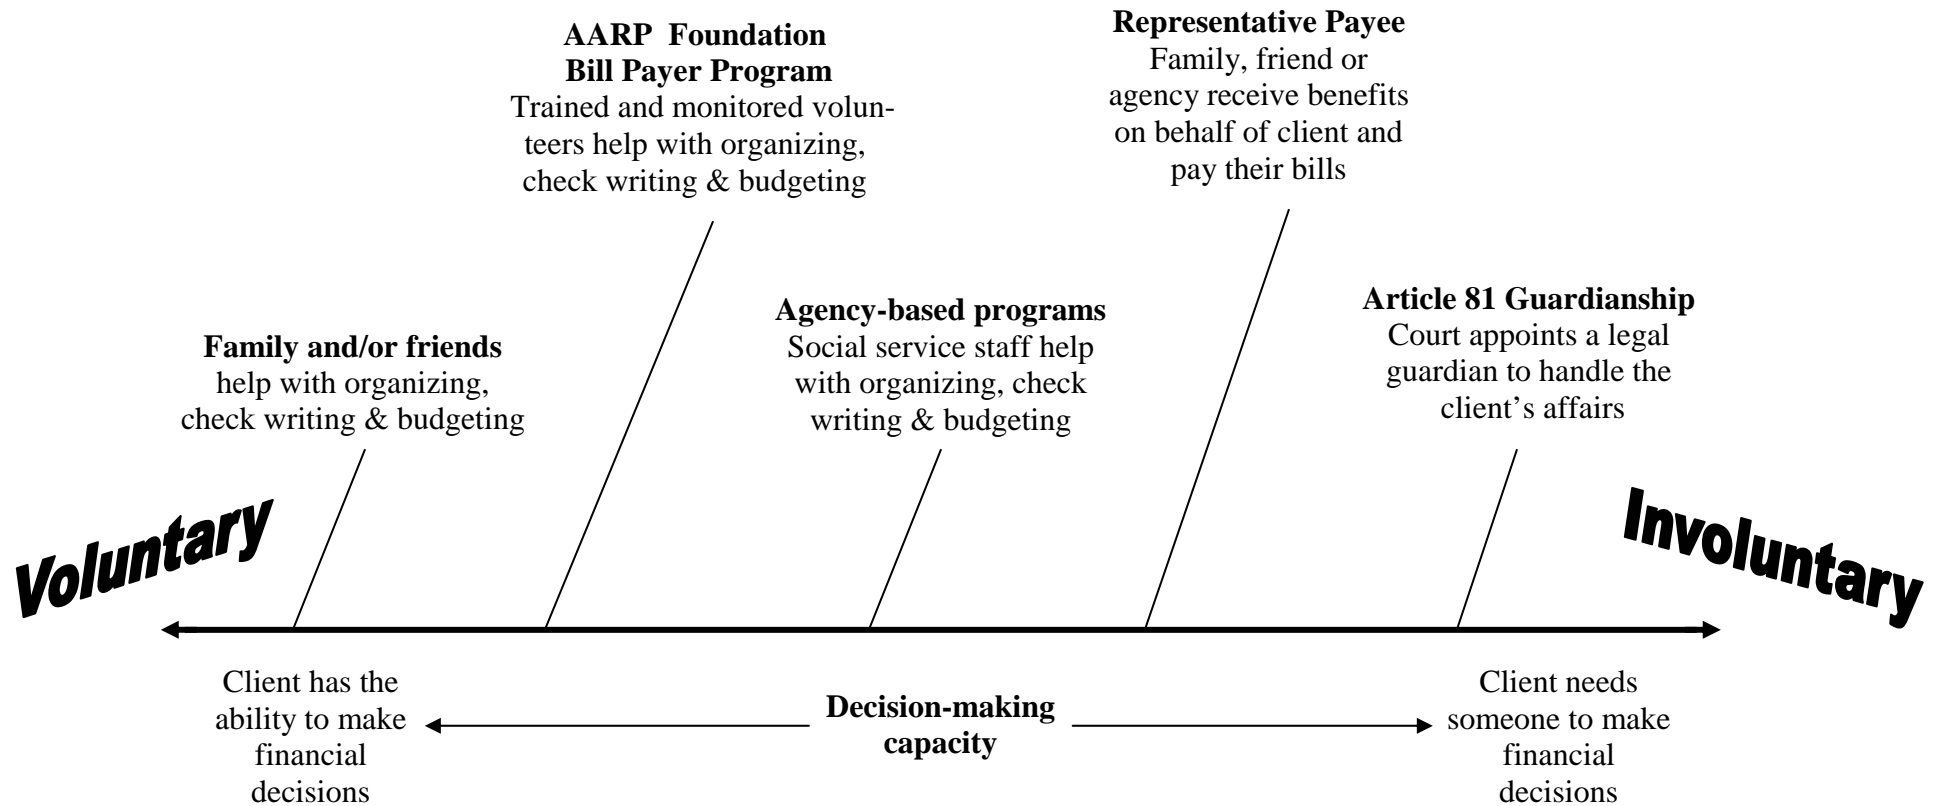 AARP Foundation
Bill Payer Program
Trained and monitored volun-
teers help with organizing,
check writing & budgeting
Representative Payee
Family, friend or
agency receive benefits
on behalf of client and
pay their bills
Family and/or friends
help with organizing,
check writing & budgeting
Agency-based programs
Social service staff help
with organizing, check
writing & budgeting
Article 81 Guardianship
Court appoints a legal
guardian to handle the
client’s affairs
Voluntary
Involuntary
Client has the
ability to make
financial
decisions
Decision-making
capacity
Client needs
someone to make
financial
decisions